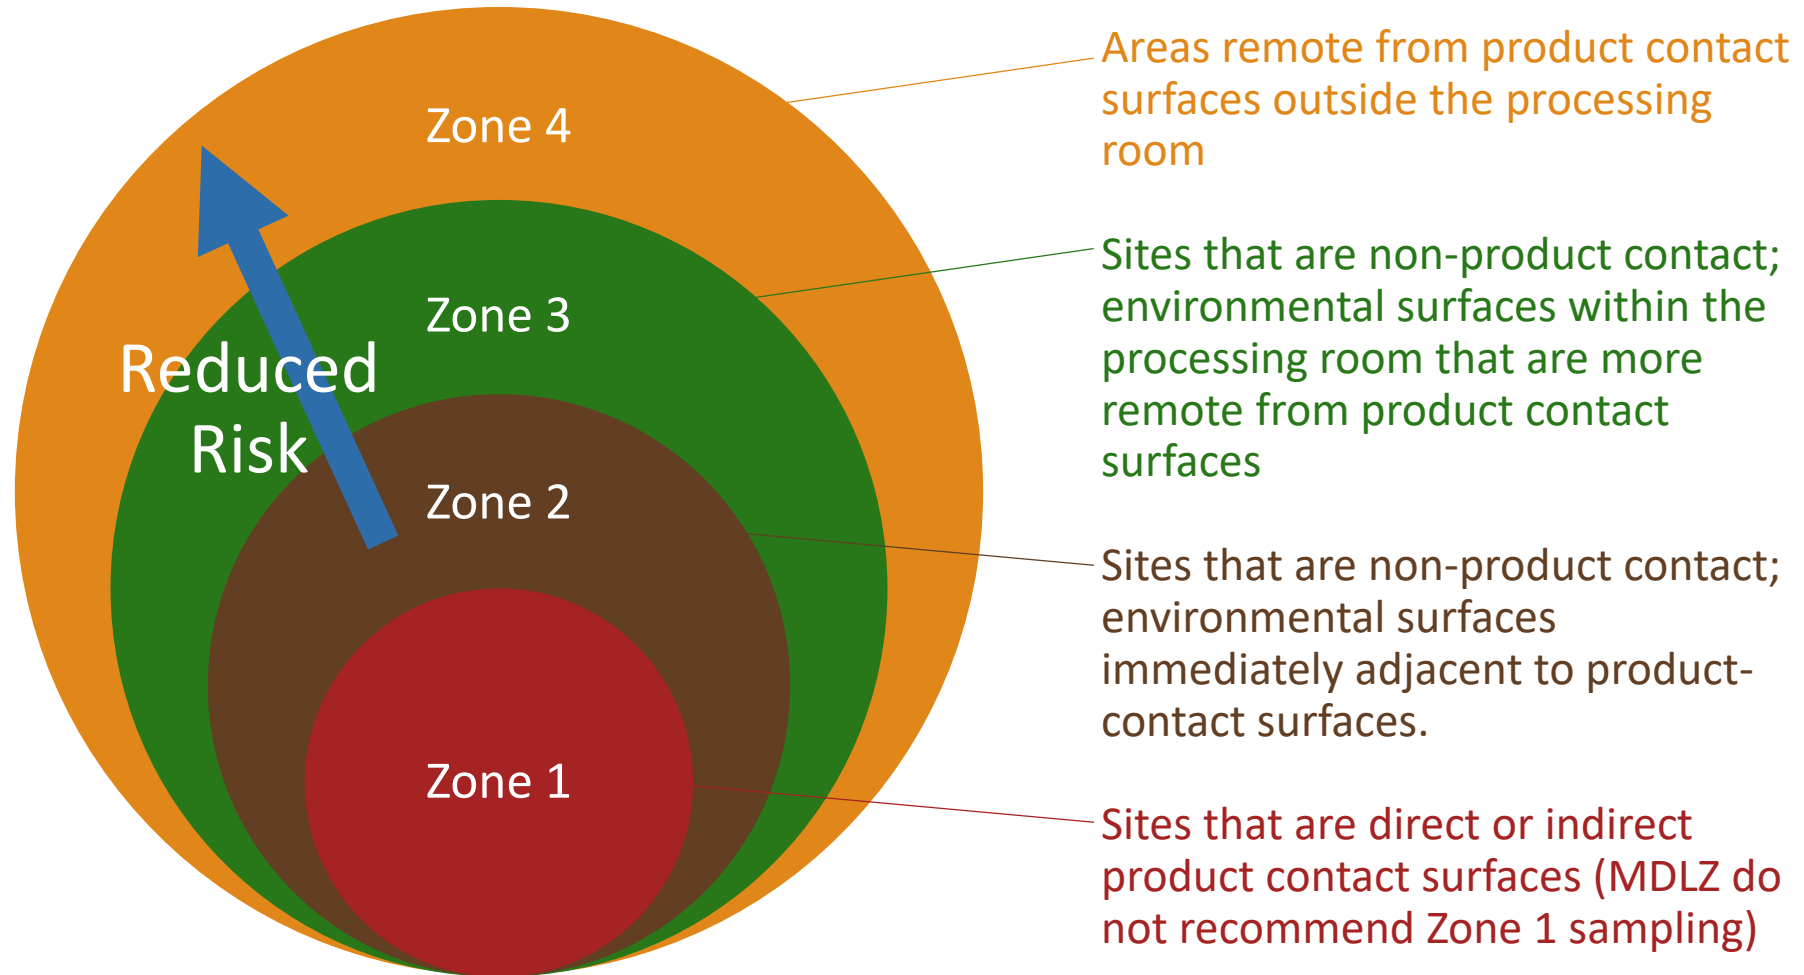 Zone 4
Zone 3
Reduced
Risk
Zone 2
Zone 1
Areas remote from product contact
surfaces outside the processing
room
Sites that are non-product contact;
environmental surfaces within the
processing room that are more
remote from product contact
surfaces
Sites that are non-product contact;
environmental surfaces
immediately adjacent to product-
contact surfaces.
Sites that are direct or indirect
product contact surfaces (MDLZ do
not recommend Zone 1 sampling)